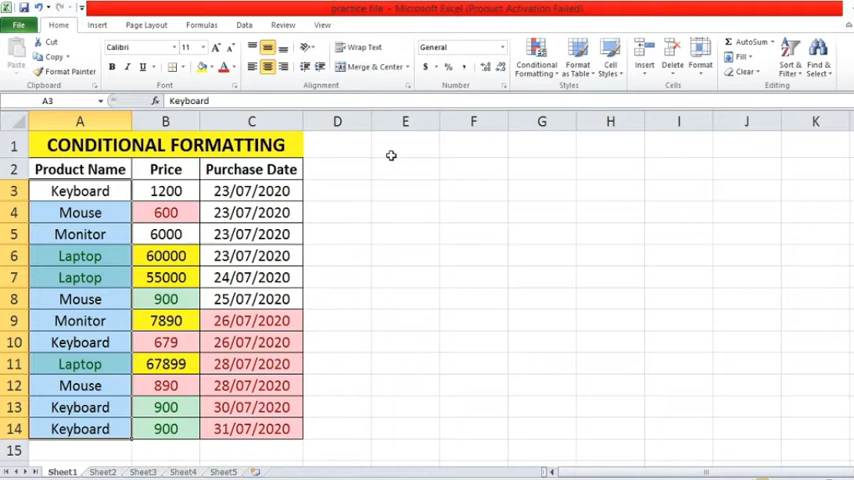 practice file - Microsoft Excel (Product Activation Failed)
File Home Insert Page Layout Formulas Data Review View
Paste Cut Copy Format Painter Clipboard
Calibri 11 A A B I U A Font
Wrap Text Merge & Center Alignment
General $ % , Number
Conditional Formatting Format as Table Cell Styles Styles
Insert Delete Format Cells
Σ AutoSum Fill Clear Sort & Filter Find & Select Editing
A3 fx Keyboard
A B C D E F G H I J K
1 CONDITIONAL FORMATTING
2 Product Name Price Purchase Date
3 Keyboard 1200 23/07/2020
4 Mouse 600 23/07/2020
5 Monitor 6000 23/07/2020
6 Laptop 60000 23/07/2020
7 Laptop 55000 24/07/2020
8 Mouse 900 25/07/2020
9 Monitor 7890 26/07/2020
10 Keyboard 679 26/07/2020
11 Laptop 67899 28/07/2020
12 Mouse 890 28/07/2020
13 Keyboard 900 30/07/2020
14 Keyboard 900 31/07/2020
15
Sheet1 Sheet2 Sheet3 Sheet4 Sheet5